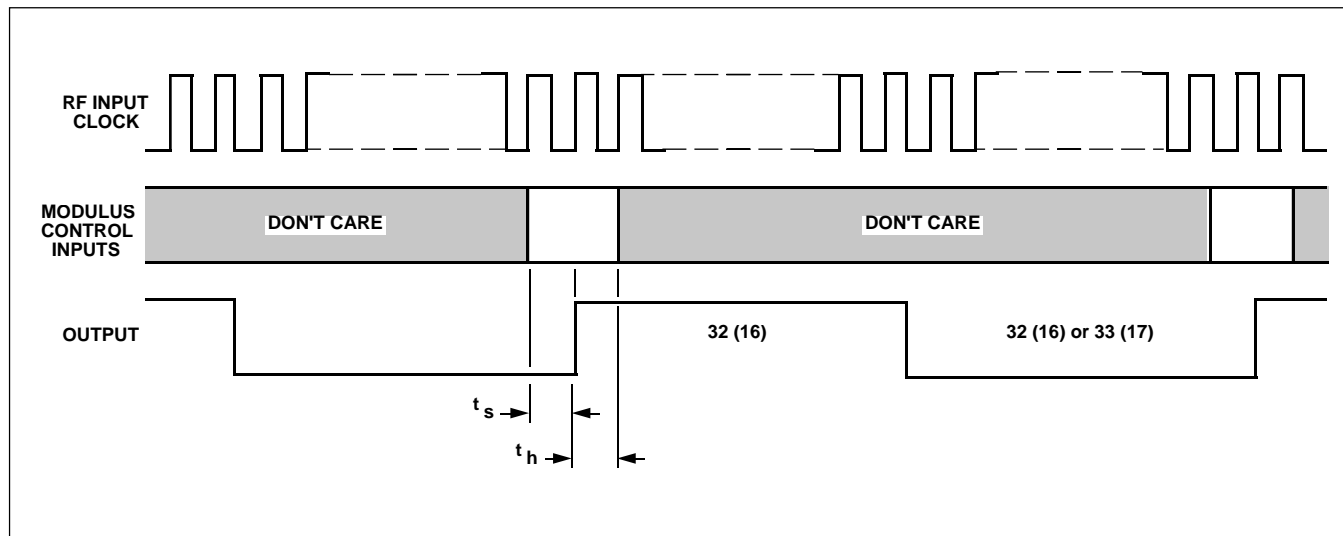 RF INPUT
CLOCK
MODULUS
CONTROL
INPUTS
DON'T CARE
DON'T CARE
OUTPUT
32 (16)
32 (16) or 33 (17)
t s
t h